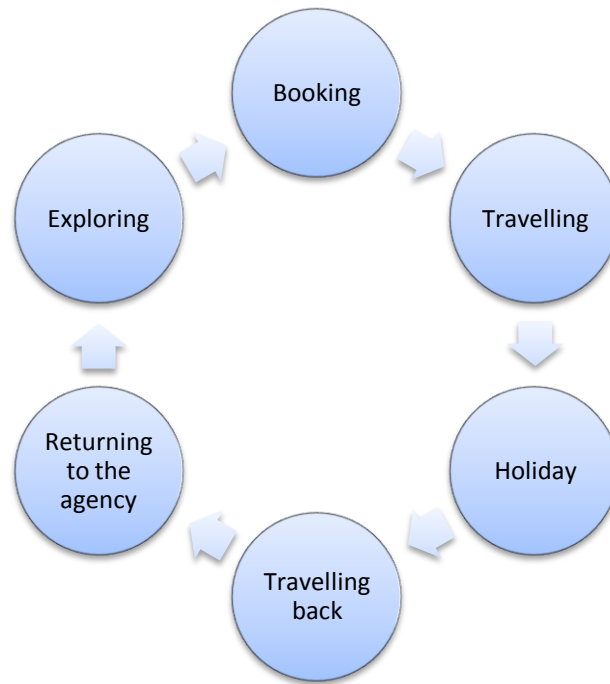 Booking
Travelling
Holiday
Travelling
back
Returning
to the
agency
Exploring